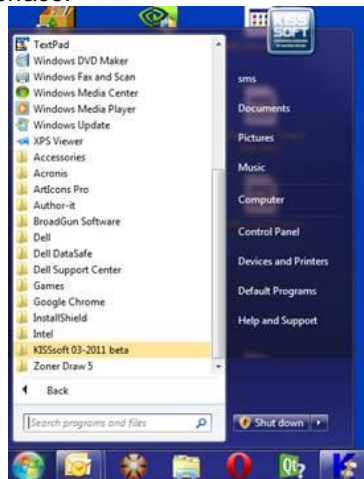 KISS
SOFT
TextPad
Windows DVD Maker
Windows Fax and Scan
Windows Media Center
Windows Media Player
Windows Update
XPS Viewer
Accessories
Acronis
ArtIcons Pro
Author-it
BroadGun Software
Dell
Dell DataSafe
Dell Support Center
Games
Google Chrome
InstallShield
Intel
KISSsoft 03-2011 beta
Zoner Draw 5
Back
Search programs and files
sms
Documents
Pictures
Music
Computer
Control Panel
Devices and Printers
Default Programs
Help and Support
Shut down
Qt